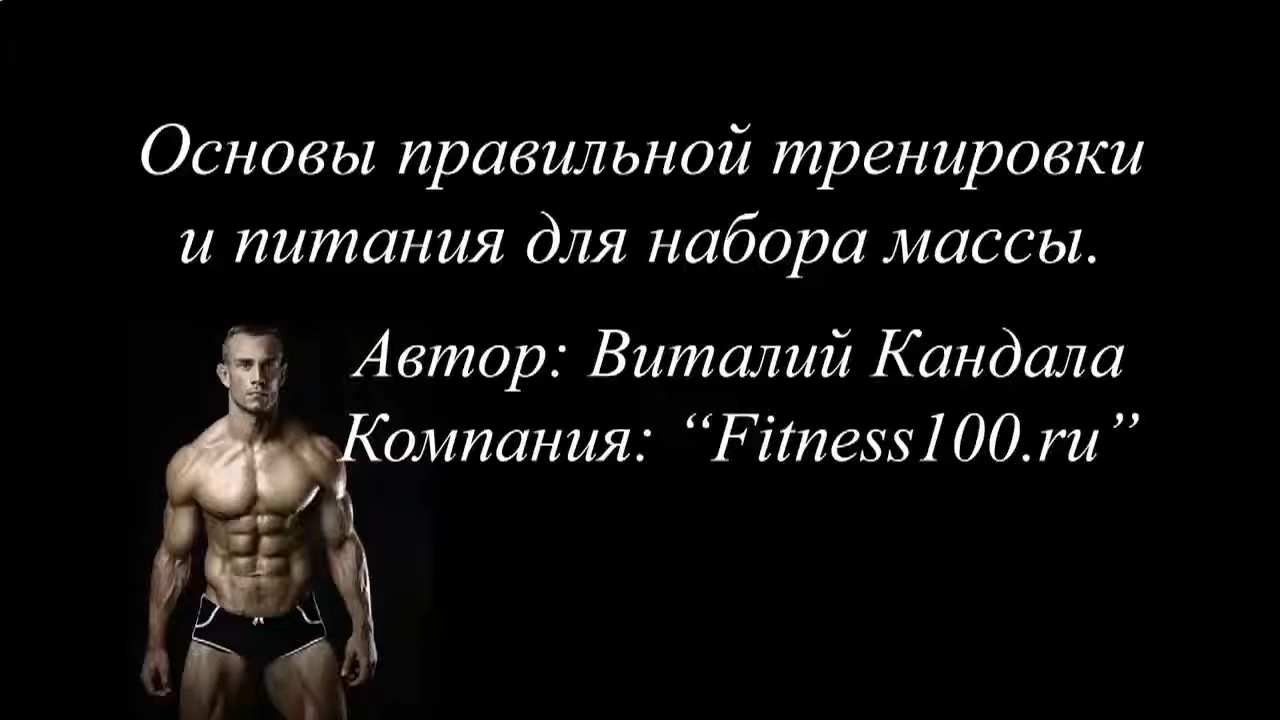 Основы правильной тренировки
и питания для набора массы.
Автор: Виталий Кандала
Компания: “Fitness100.ru”